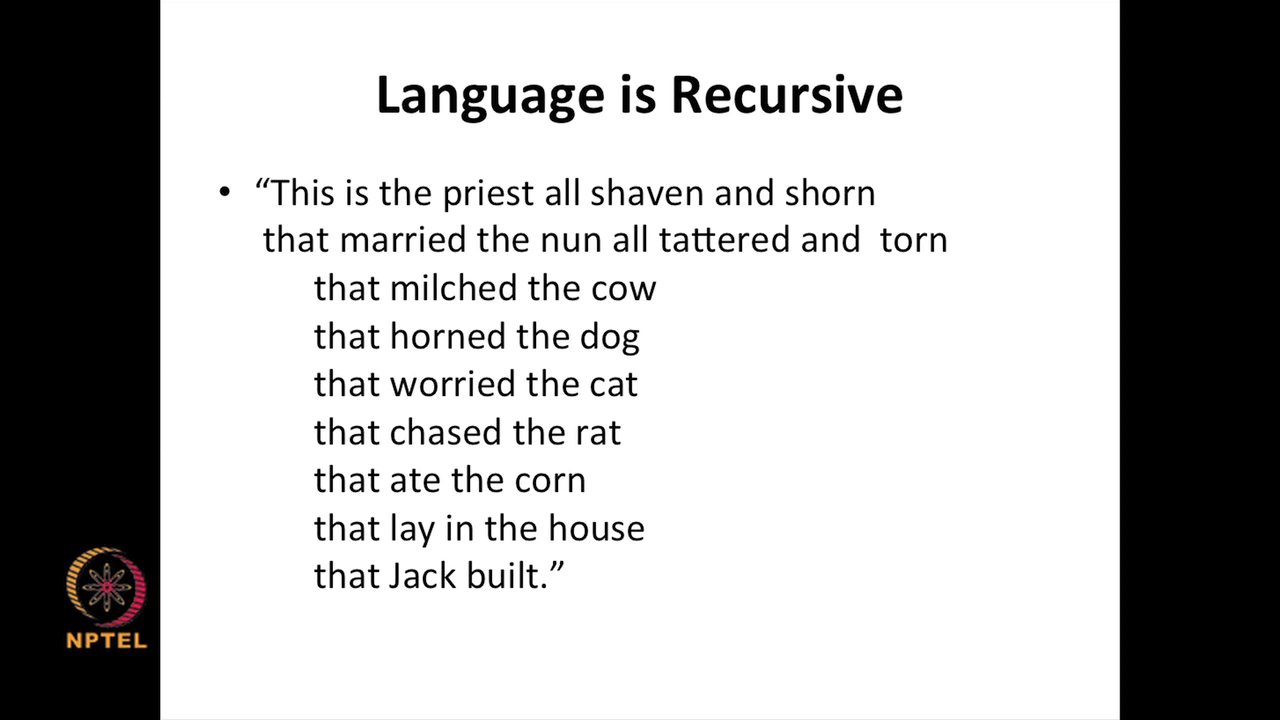 Language is Recursive
• “This is the priest all shaven and shorn
that married the nun all tattered and torn
that milched the cow
that horned the dog
that worried the cat
that chased the rat
that ate the corn
that lay in the house
that Jack built.”
NPTEL